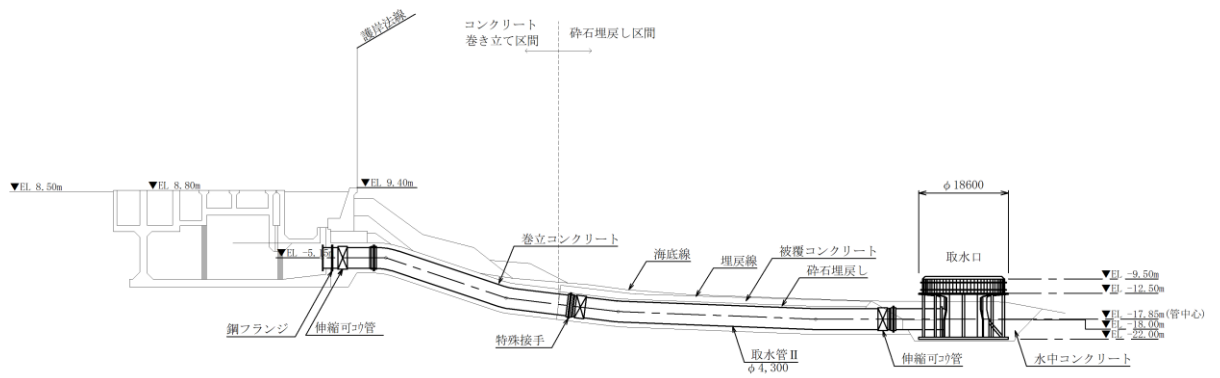 護岸法線
コンクリート
巻き立て区間
砕石埋戻し区間
▼EL 8,50m
▼EL 8,80m
▼EL 9,40m
φ18600
取水口
▼EL -5,15m
巻立コンクリート
海底線
埋戻線
被覆コンクリート
砕石埋戻し
▼EL -9,50m
▼EL -12,50m
▼EL -17,85m(管中心)
▼EL -18,00m
▼EL -22,00m
鋼フランジ
伸縮可トウ管
特殊接手
取水管Ⅱ
φ4,300
伸縮可トウ管
水中コンクリート